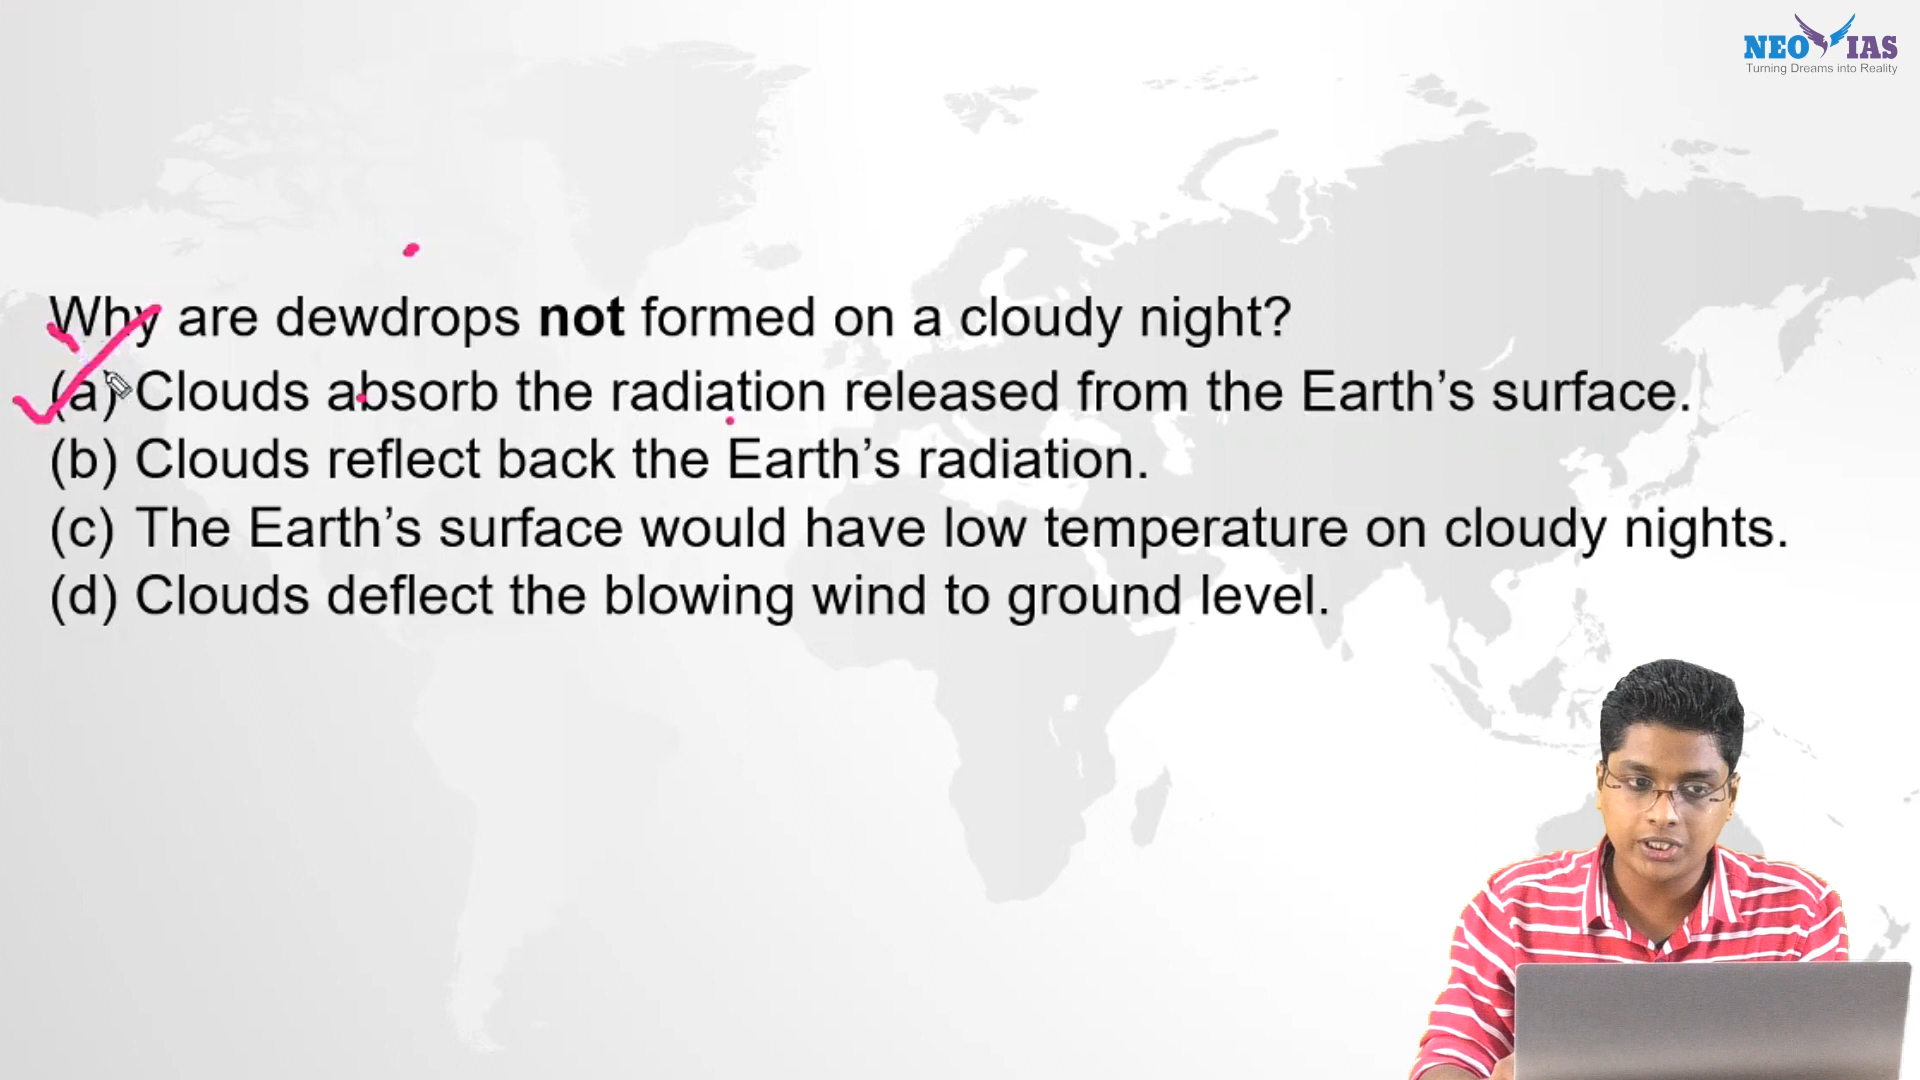 NEO IAS
Turning Dreams into Reality
Why are dewdrops not formed on a cloudy night?
(a) Clouds absorb the radiation released from the Earth’s surface.
(b) Clouds reflect back the Earth’s radiation.
(c) The Earth’s surface would have low temperature on cloudy nights.
(d) Clouds deflect the blowing wind to ground level.